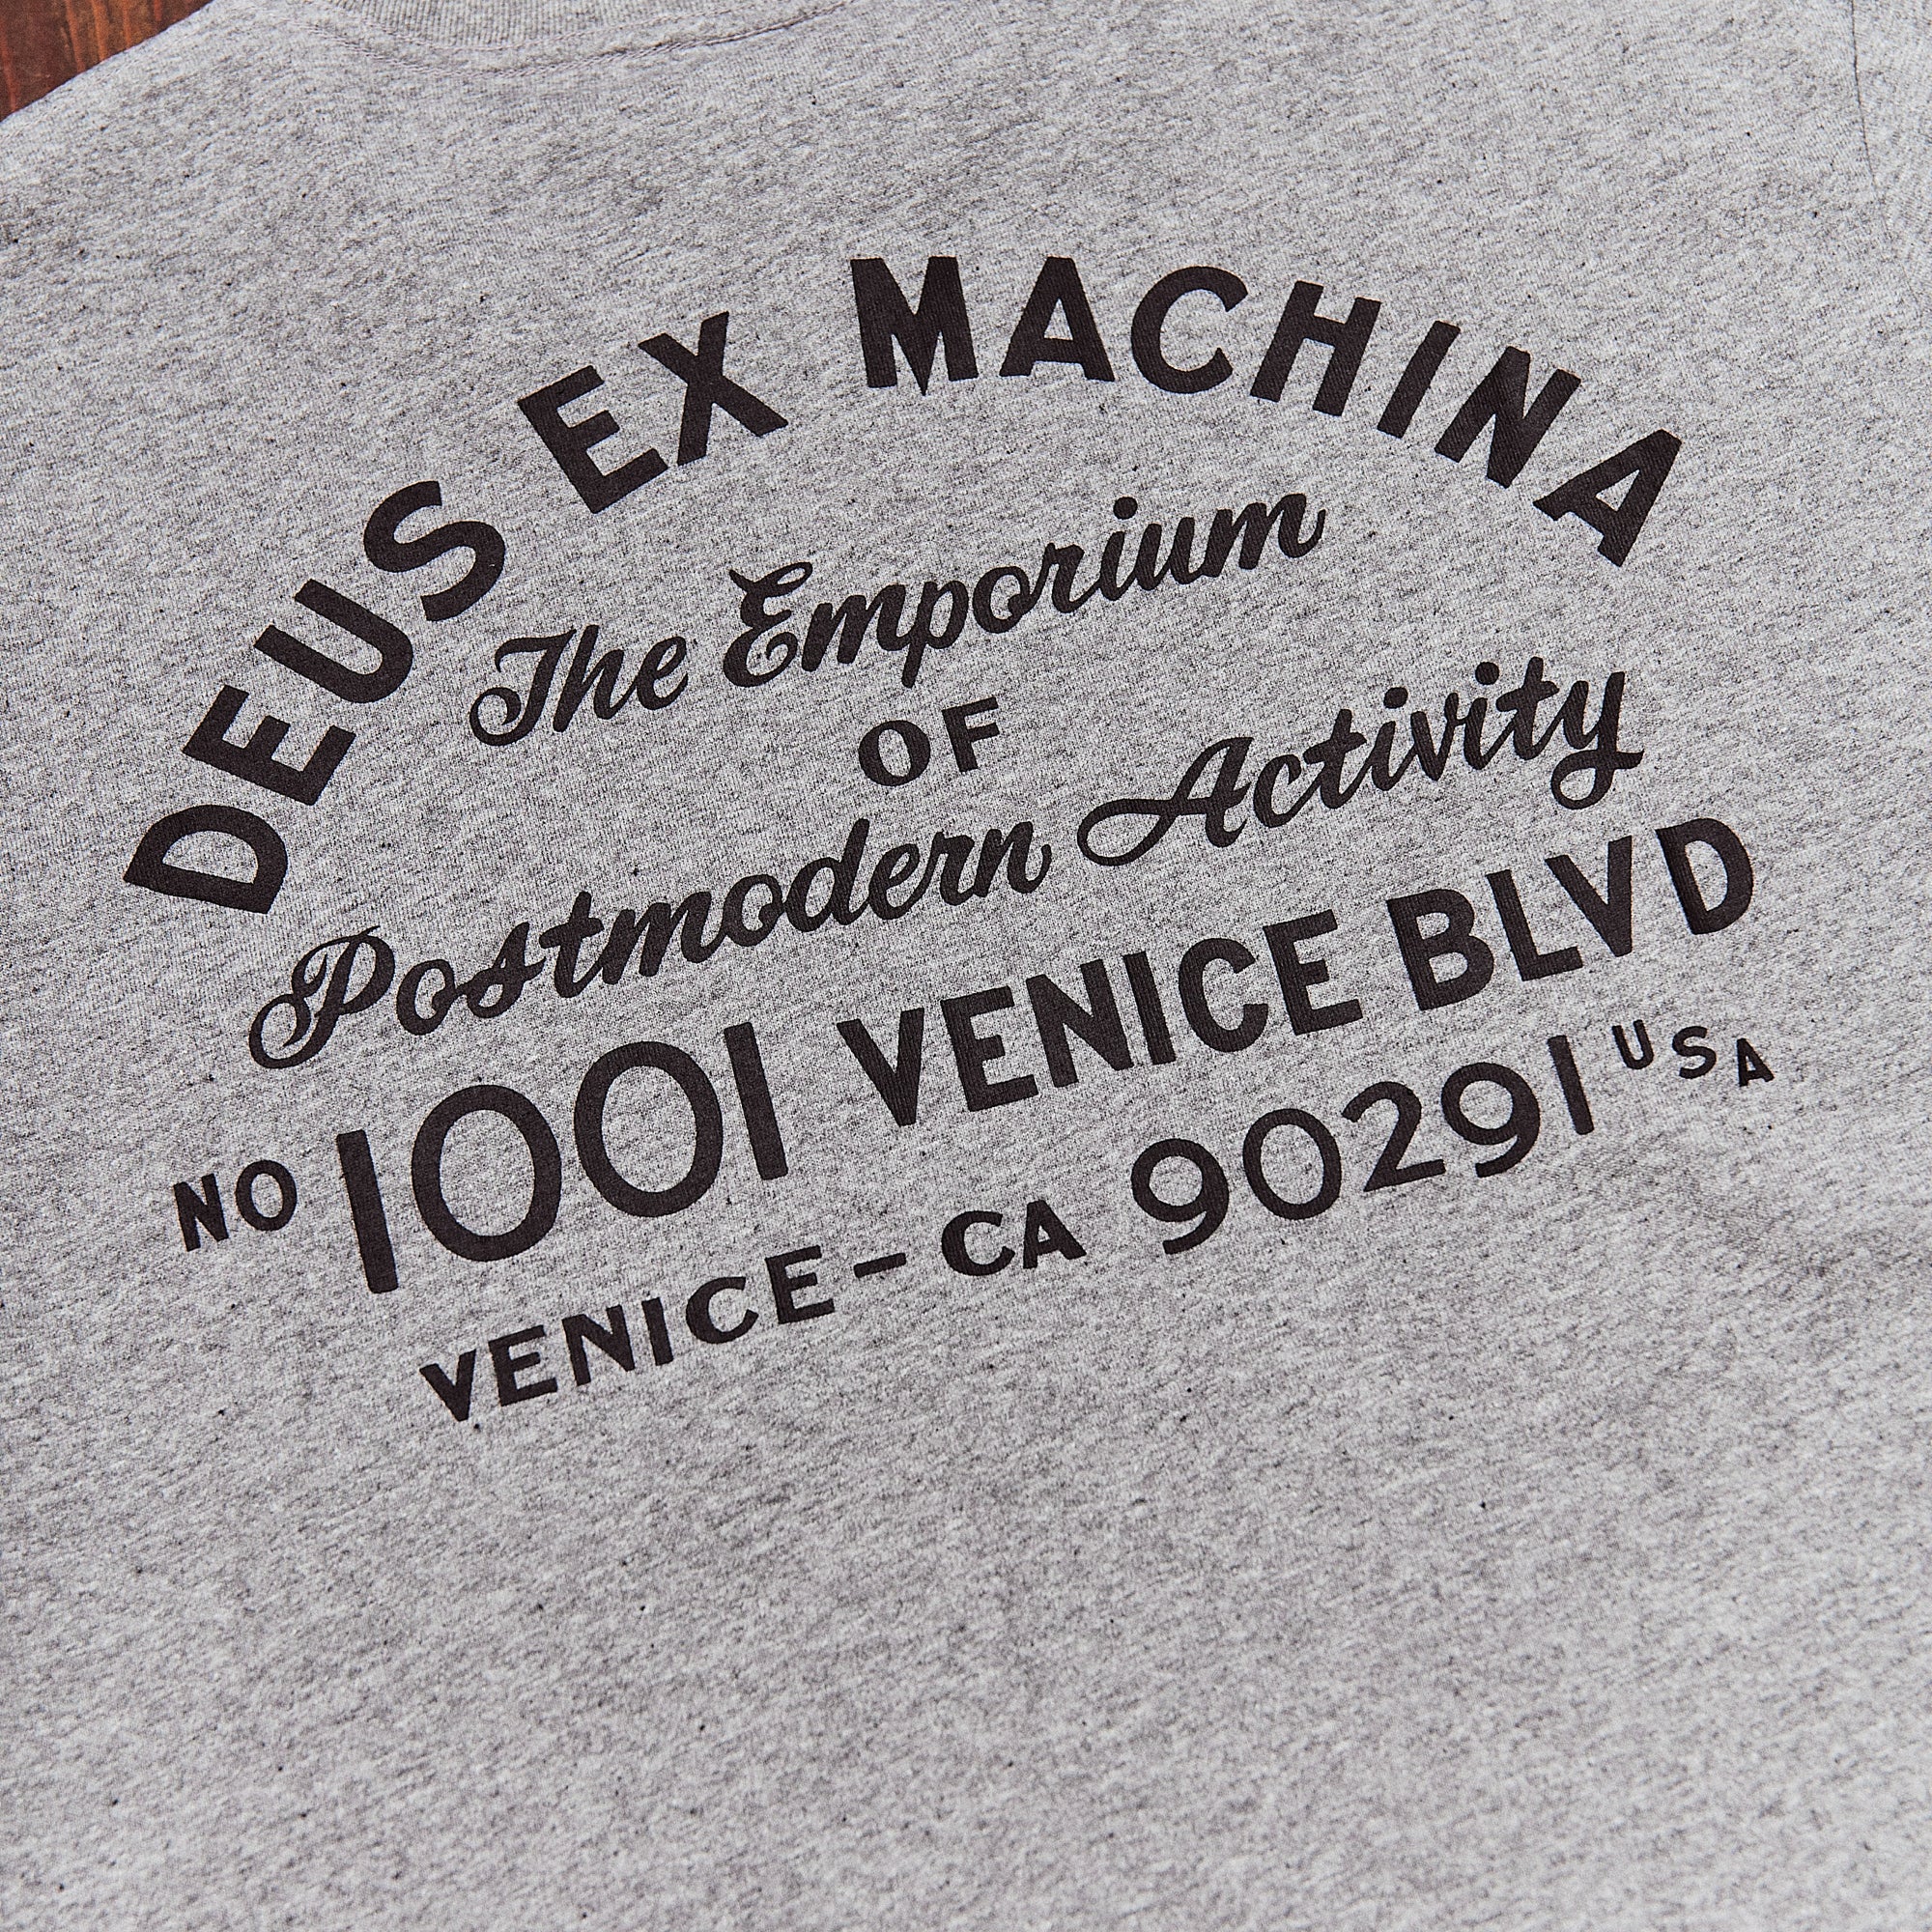 DEUS EX MACHINA
The Emporium
OF
Postmodern Activity
NO 1001 VENICE BLVD
VENICE - CA 90291 USA